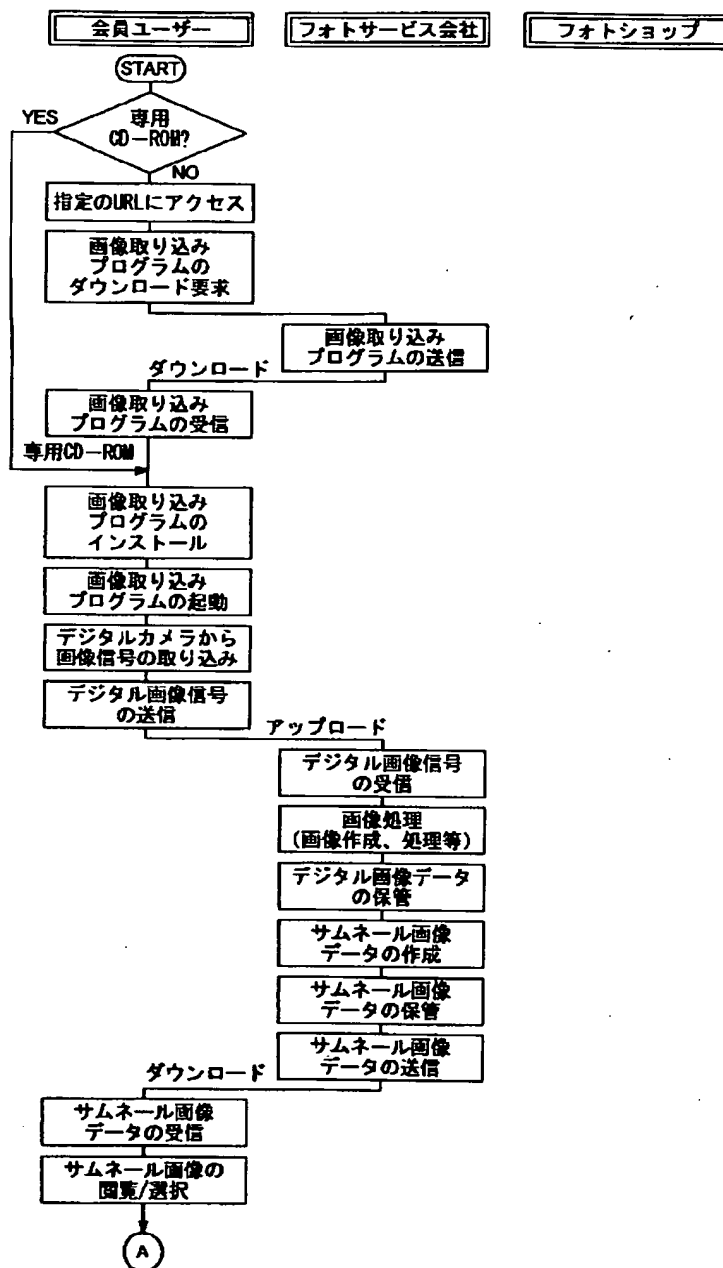 会員ユーザー
フォトサービス会社
フォトショップ
START
YES
専用
CD-ROM?
NO
指定のURLにアクセス
画像取り込み
プログラムの
ダウンロード要求
画像取り込み
プログラムの送信
ダウンロード
画像取り込み
プログラムの受信
専用CD-ROM
画像取り込み
プログラムの
インストール
画像取り込み
プログラムの起動
デジタルカメラから
画像信号の取り込み
デジタル画像信号
の送信
アップロード
デジタル画像信号
の受信
画像処理
(画像作成、処理等)
デジタル画像データ
の保管
サムネール画像
データの作成
サムネール画像
データの保管
サムネール画像
データの送信
ダウンロード
サムネール画像
データの受信
サムネール画像の
閲覧/選択
A